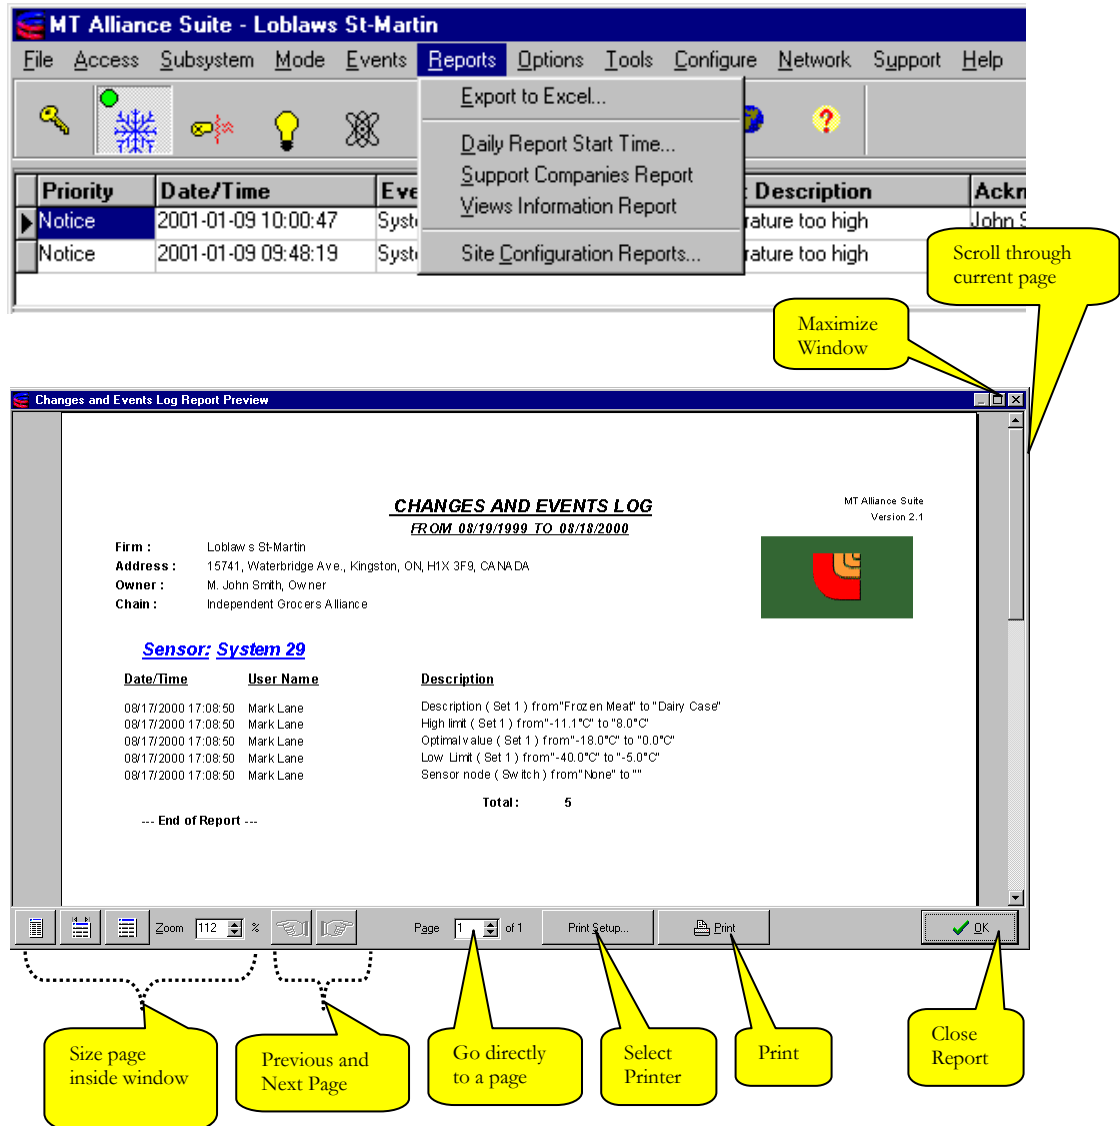 MT Alliance Suite - Loblaws St-Martin
File Access Subsystem Mode Events Reports Options Tools Configure Network Support Help
Export to Excel...
Daily Report Start Time...
Support Companies Report
Views Information Report
Site Configuration Reports...
Priority Date/Time Eve Description Ackn
Notice 2001-01-09 10:00:47 Syst rature too high John S
Notice 2001-01-09 09:48:19 Syst rature too high
Scroll through
current page
Maximize
Window
Changes and Events Log Report Preview
CHANGES AND EVENTS LOG
FROM 08/19/1999 TO 08/18/2000
MT Alliance Suite
Version 2.1
Firm : Loblaws St-Martin
Address : 15741, Waterbridge Ave., Kingston, ON, H1X 3F9, CANADA
Owner : M. John Smith, Owner
Chain : Independent Grocers Alliance
Sensor: System 29
Date/Time User Name Description
08/17/2000 17:08:50 Mark Lane Description ( Set 1 ) from "Frozen Meat" to "Dairy Case"
08/17/2000 17:08:50 Mark Lane High limit ( Set 1 ) from "-11.1°C" to "8.0°C"
08/17/2000 17:08:50 Mark Lane Optimal value ( Set 1 ) from "-18.0°C" to "0.0°C"
08/17/2000 17:08:50 Mark Lane Low Limit ( Set 1 ) from "-40.0°C" to "-5.0°C"
08/17/2000 17:08:50 Mark Lane Sensor node ( Switch ) from "None" to ""
Total : 5
--- End of Report ---
Zoom 112 % Page 1 of 1 Print Setup... Print OK
Size page
inside window
Previous and
Next Page
Go directly
to a page
Select
Printer
Print
Close
Report